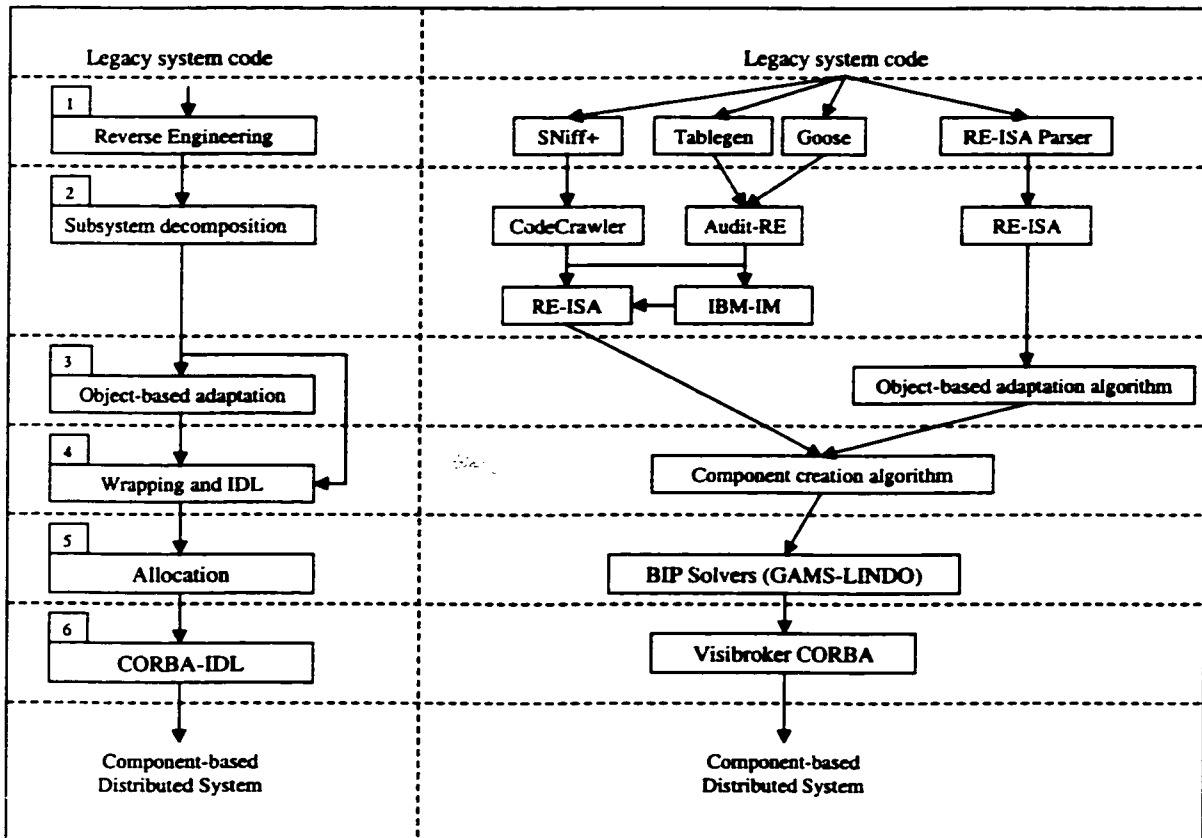 Legacy system code
1
Reverse Engineering
2
Subsystem decomposition
3
Object-based adaptation
4
Wrapping and IDL
5
Allocation
6
CORBA-IDL
Component-based
Distributed System
Legacy system code
SNiff+
Tablegen
Goose
RE-ISA Parser
CodeCrawler
Audit-RE
RE-ISA
RE-ISA
IBM-IM
Object-based adaptation algorithm
Component creation algorithm
BIP Solvers (GAMS-LINDO)
Visibroker CORBA
Component-based
Distributed System